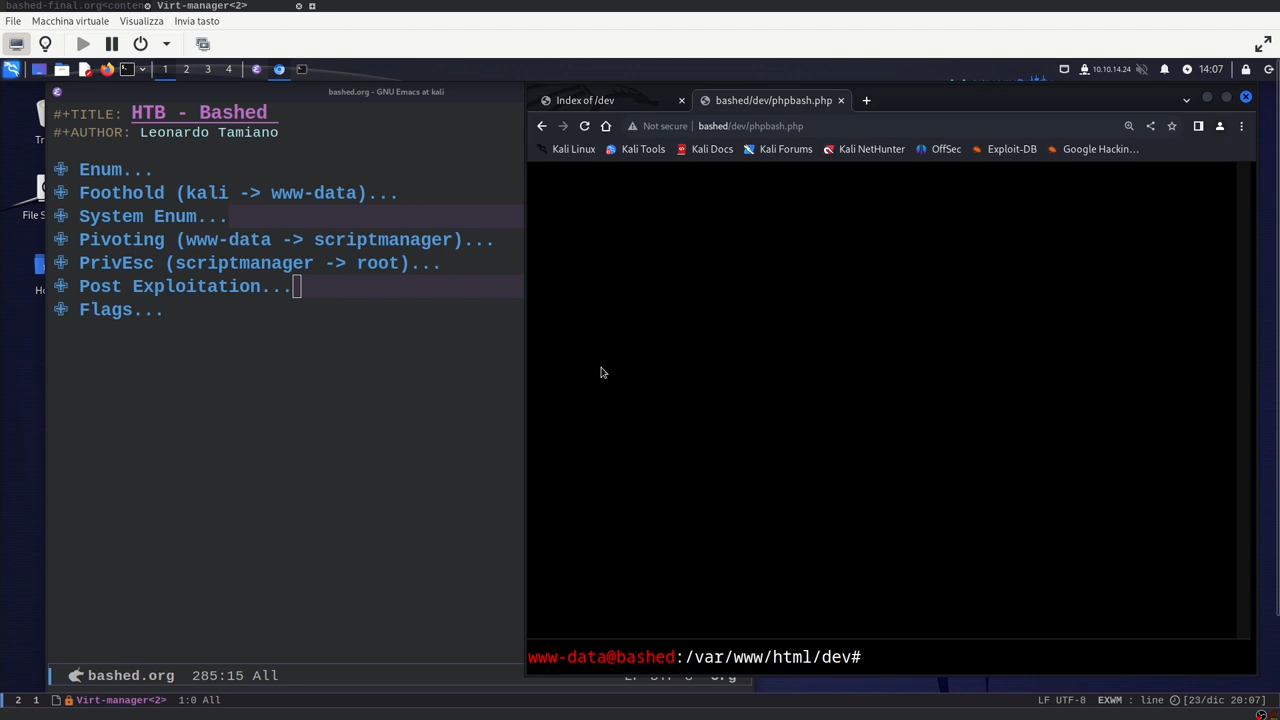 bashed-final.org<conten Virt-manager<2>
File Macchina virtuale Visualizza Invia tasto
1 2 3 4 10.10.14.24 14:07
bashed.org - GNU Emacs at kali
#+TITLE: HTB - Bashed
#+AUTHOR: Leonardo Tamiano
Enum...
Foothold (kali -> www-data)...
System Enum...
Pivoting (www-data -> scriptmanager)...
PrivEsc (scriptmanager -> root)...
Post Exploitation...
Flags...
bashed.org 285:15 All
Index of /dev bashed/dev/phpbash.php
Not secure bashed/dev/phpbash.php
Kali Linux Kali Tools Kali Docs Kali Forums Kali NetHunter OffSec Exploit-DB Google Hackin...
www-data@bashed:/var/www/html/dev#
Tr
File S
Ho
2 1 Virt-manager<2> 1:0 All LF UTF-8 EXWM : line [23/dic 20:07]